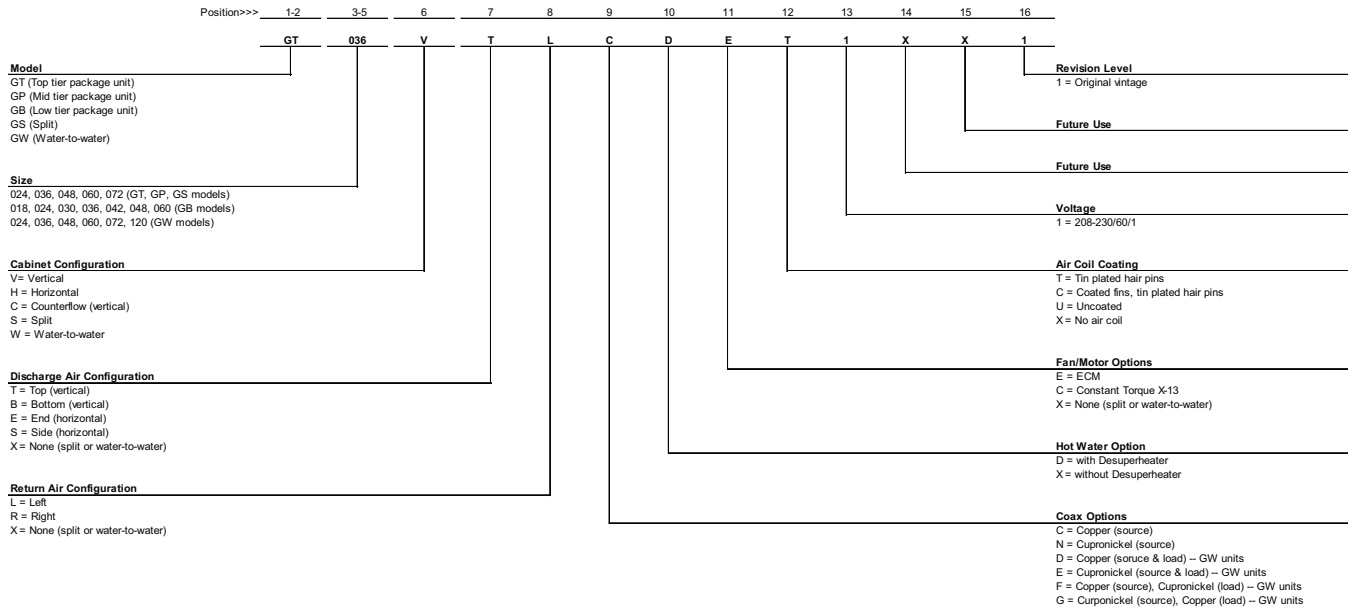 Position>>> 1-2 3-5 6 7 8 9 10 11 12 13 14 15 16
GT 036 V T L C D E T 1 X X 1
Model
GT (Top tier package unit)
GP (Mid tier package unit)
GB (Low tier package unit)
GS (Split)
GW (Water-to-water)
Size
024, 036, 048, 060, 072 (GT, GP, GS models)
018, 024, 030, 036, 042, 048, 060 (GB models)
024, 036, 048, 060, 072, 120 (GW models)
Cabinet Configuration
V= Vertical
H = Horizontal
C = Counterflow (vertical)
S = Split
W = Water-to-water
Discharge Air Configuration
T = Top (vertical)
B = Bottom (vertical)
E = End (horizontal)
S = Side (horizontal)
X = None (split or water-to-water)
Return Air Configuration
L = Left
R = Right
X = None (split or water-to-water)
Revision Level
1 = Original vintage
Future Use
Future Use
Voltage
1 = 208-230/60/1
Air Coil Coating
T = Tin plated hair pins
C = Coated fins, tin plated hair pins
U = Uncoated
X = No air coil
Fan/Motor Options
E = ECM
C = Constant Torque X-13
X = None (split or water-to-water)
Hot Water Option
D = with Desuperheater
X = without Desuperheater
Coax Options
C = Copper (source)
N = Cupronickel (source)
D = Copper (soruce & load) -- GW units
E = Cupronickel (source & load) -- GW units
F = Copper (source), Cupronickel (load) -- GW units
G = Curponickel (source), Copper (load) -- GW units